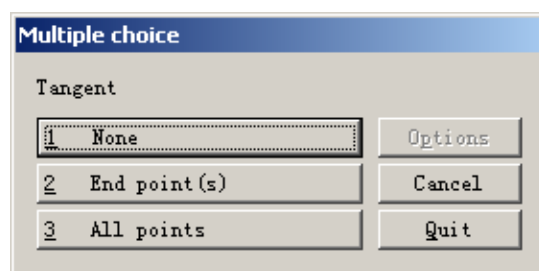 Multiple choice
Tangent
1 None Options
2 End point(s) Cancel
3 All points Quit